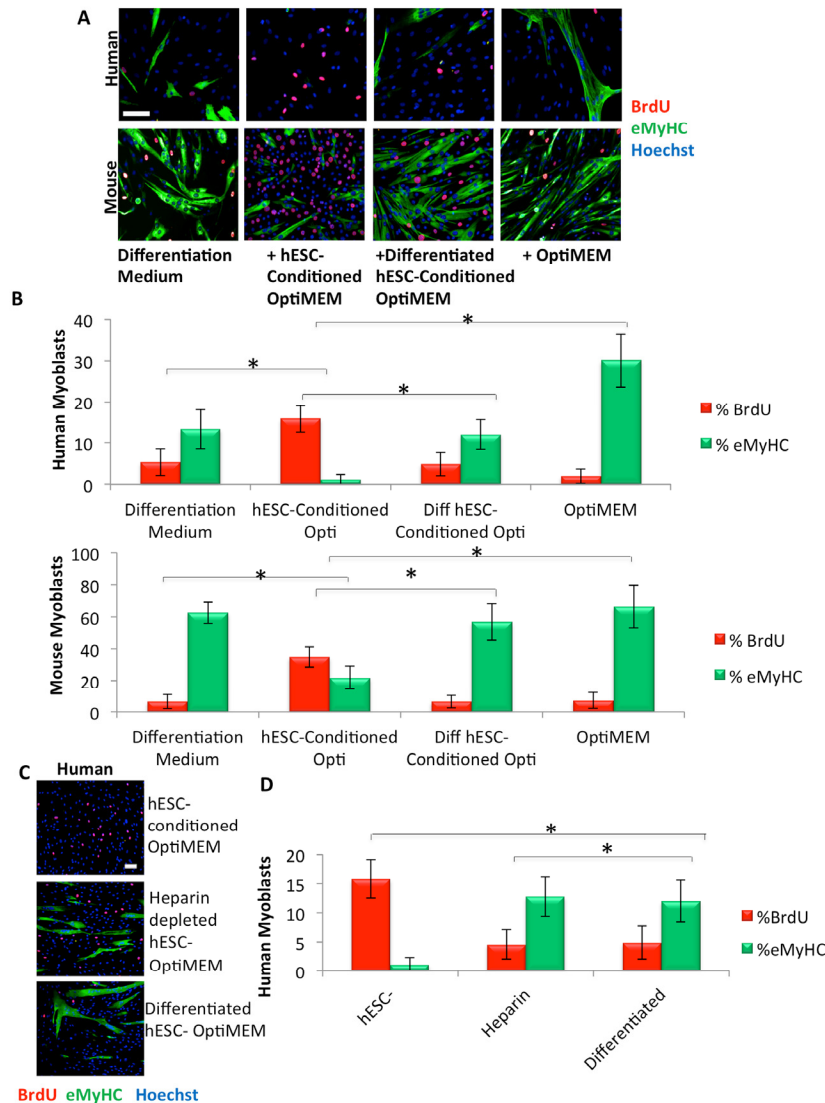 A
Human
Mouse
BrdU
eMyHC
Hoechst
Differentiation
Medium
+ hESC-
Conditioned
OptiMEM
+Differentiated
hESC-Conditioned
OptiMEM
+ OptiMEM
B
*
*
*
40
30
20
10
0
Human Myoblasts
% BrdU
% eMyHC
Differentiation
Medium
hESC-Conditioned
Opti
Diff hESC-
Conditioned Opti
OptiMEM
*
*
*
100
80
60
40
20
0
Mouse Myoblasts
% BrdU
% eMyHC
Differentiation
Medium
hESC-Conditioned
Opti
Diff hESC-
Conditioned Opti
OptiMEM
C
Human
hESC-
conditioned
OptiMEM
Heparin
depleted
hESC-
OptiMEM
Differentiated
hESC- OptiMEM
BrdU eMyHC Hoechst
D
*
*
20
15
10
5
0
Human Myoblasts
%BrdU
%eMyHC
hESC-
Heparin
Differentiated